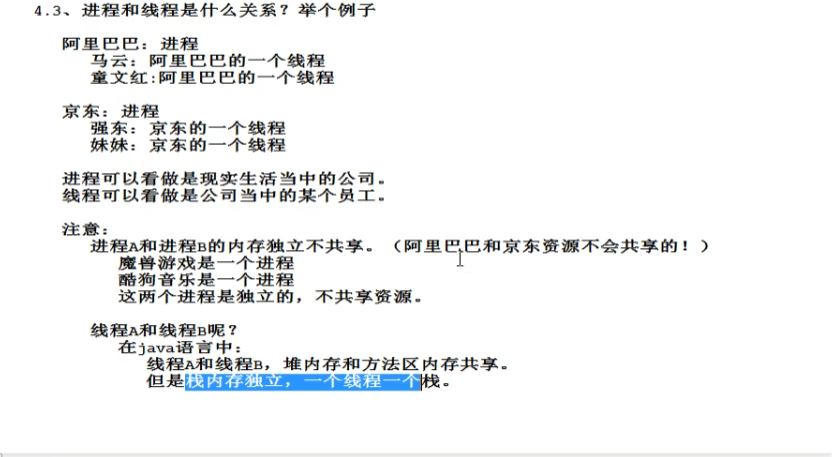 4.3、进程和线程是什么关系？举个例子
阿里巴巴：进程
马云：阿里巴巴的一个线程
童文红:阿里巴巴的一个线程
京东：进程
强东：京东的一个线程
妹妹：京东的一个线程
进程可以看做是现实生活当中的公司。
线程可以看做是公司当中的某个员工。
注意：
进程A和进程B的内存独立不共享。（阿里巴巴和京东资源不会共享的！）
魔兽游戏是一个进程
酷狗音乐是一个进程
这两个进程是独立的，不共享资源。
线程A和线程B呢？
在java语言中：
线程A和线程B，堆内存和方法区内存共享。
但是栈内存独立，一个线程一个栈。